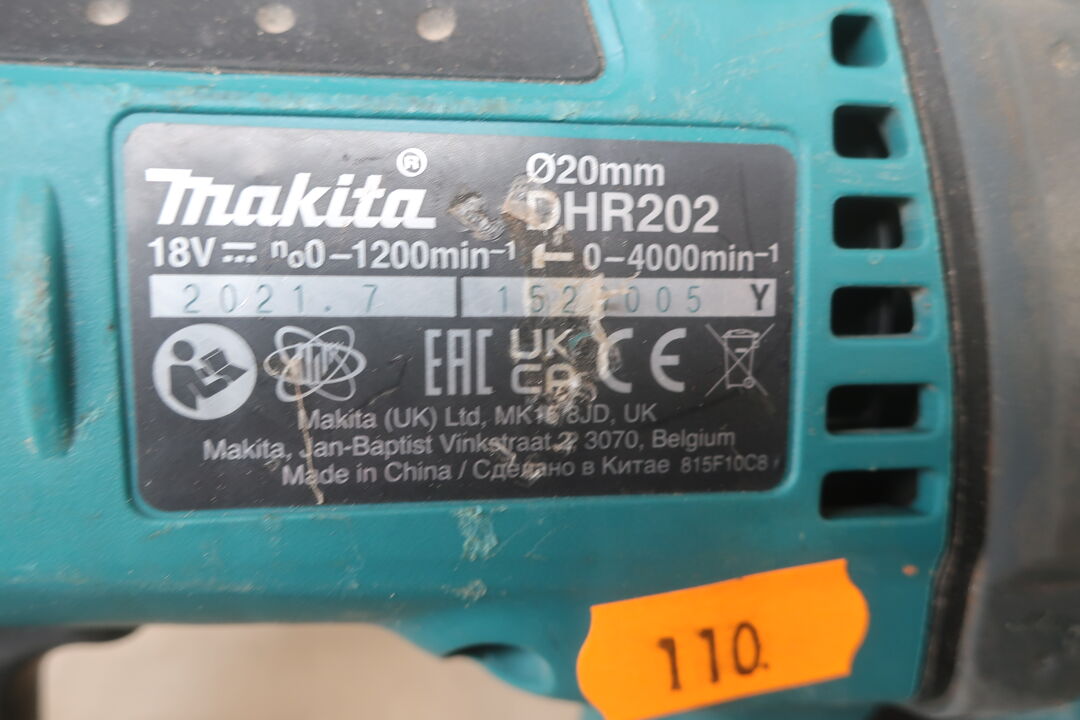 makita®
Ø20mm
DHR202
18V n₀0–1200min⁻¹ 0–4000min⁻¹
2021.7 Y
EAC UK CA CE
Makita (UK) Ltd, 8JD, UK
Makita, Jan-Baptist Vinkstraat 2, 3070, Belgium
Made in China / Сделано в Китае 815F10C8
110.